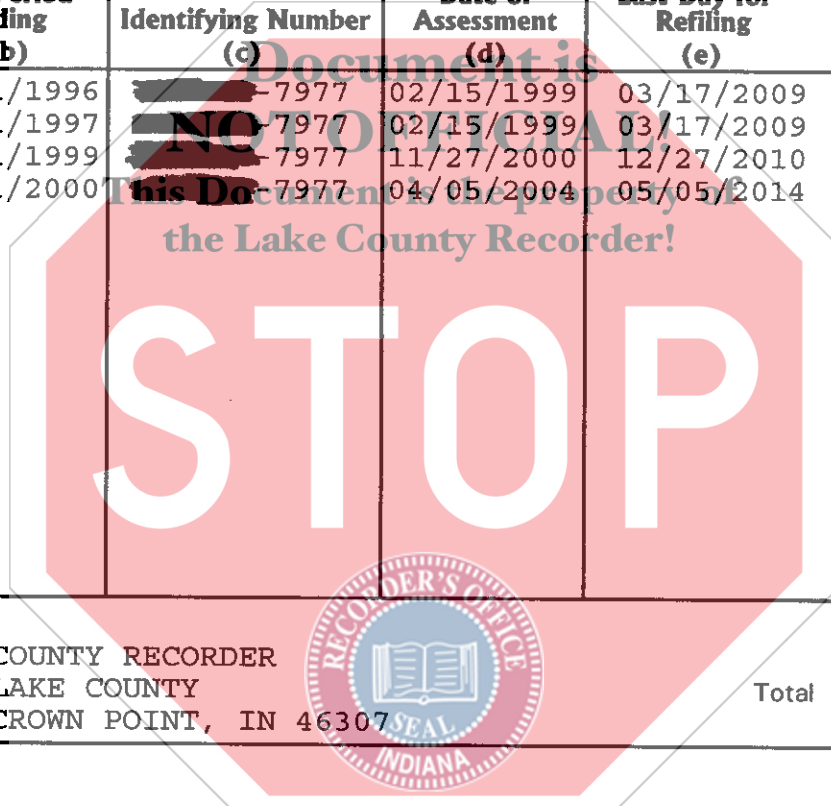 ding Identifying Number Assessment Refiling
b) (c) (d) (e)
Document is
/1996 -7977 02/15/1999 03/17/2009
NOT OFFICIAL!
/1997 -7977 02/15/1999 03/17/2009
/1999 -7977 11/27/2000 12/27/2010
This Document is the property of
/2000 -7977 04/05/2004 05/05/2014
the Lake County Recorder!
STOP
COUNTY RECORDER
LAKE COUNTY Total
CROWN POINT, IN 46307
RECORDER'S OFFICE
SEAL
INDIANA